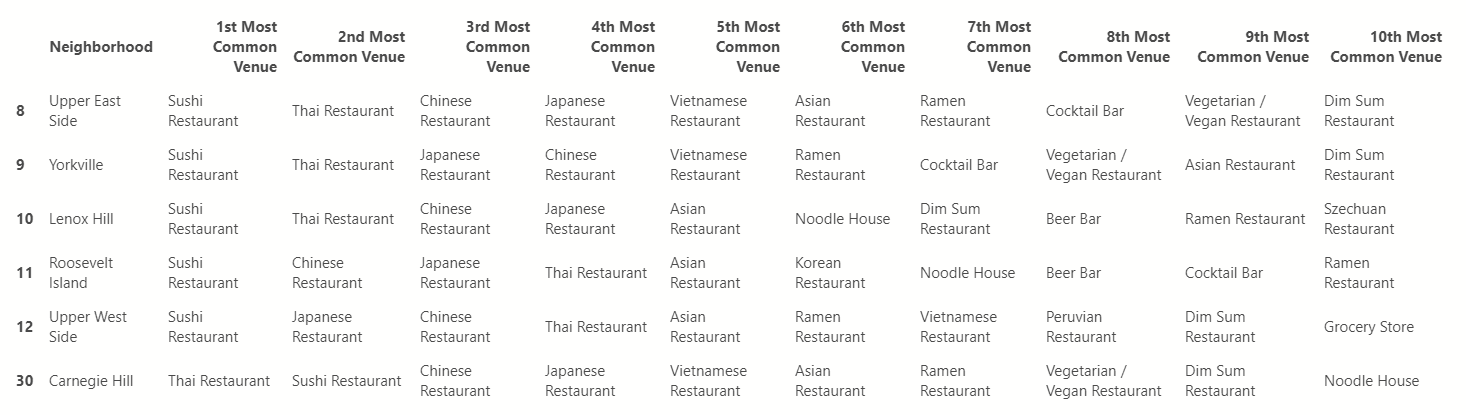 Neighborhood 1st Most Common Venue 2nd Most Common Venue 3rd Most Common Venue 4th Most Common Venue 5th Most Common Venue 6th Most Common Venue 7th Most Common Venue 8th Most Common Venue 9th Most Common Venue 10th Most Common Venue
8 Upper East Side Sushi Restaurant Thai Restaurant Chinese Restaurant Japanese Restaurant Vietnamese Restaurant Asian Restaurant Ramen Restaurant Cocktail Bar Vegetarian / Vegan Restaurant Dim Sum Restaurant
9 Yorkville Sushi Restaurant Thai Restaurant Japanese Restaurant Chinese Restaurant Vietnamese Restaurant Ramen Restaurant Cocktail Bar Vegetarian / Vegan Restaurant Asian Restaurant Dim Sum Restaurant
10 Lenox Hill Sushi Restaurant Thai Restaurant Chinese Restaurant Japanese Restaurant Asian Restaurant Noodle House Dim Sum Restaurant Beer Bar Ramen Restaurant Szechuan Restaurant
11 Roosevelt Island Sushi Restaurant Chinese Restaurant Japanese Restaurant Thai Restaurant Asian Restaurant Korean Restaurant Noodle House Beer Bar Cocktail Bar Ramen Restaurant
12 Upper West Side Sushi Restaurant Japanese Restaurant Chinese Restaurant Thai Restaurant Asian Restaurant Ramen Restaurant Vietnamese Restaurant Peruvian Restaurant Dim Sum Restaurant Grocery Store
30 Carnegie Hill Thai Restaurant Sushi Restaurant Chinese Restaurant Japanese Restaurant Vietnamese Restaurant Asian Restaurant Ramen Restaurant Vegetarian / Vegan Restaurant Dim Sum Restaurant Noodle House